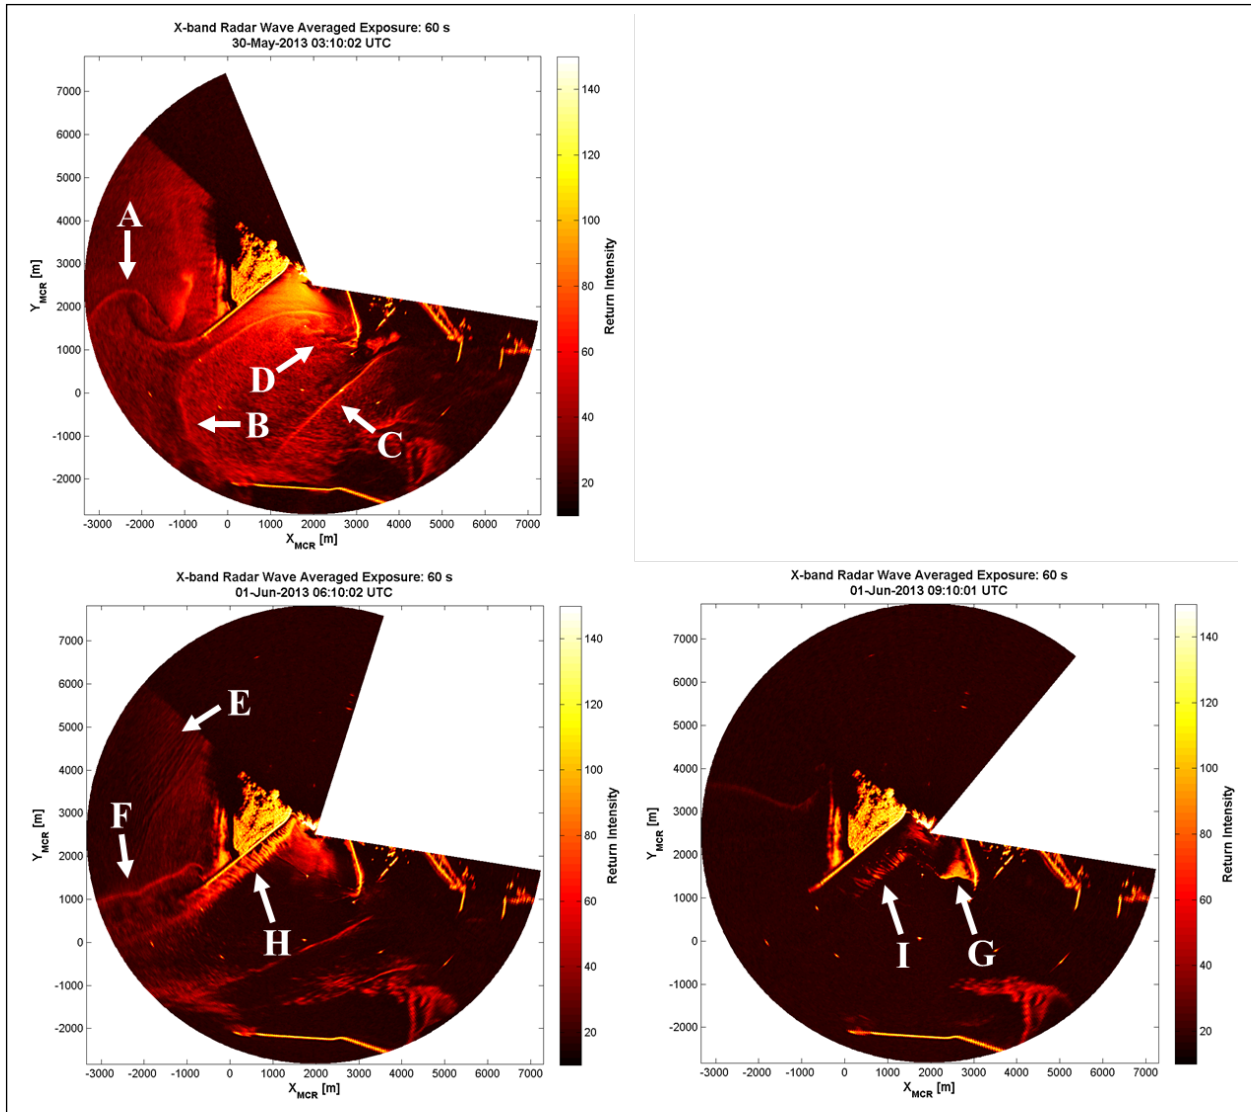 X-band Radar Wave Averaged Exposure: 60 s
30-May-2013 03:10:02 UTC
7000
6000
5000
4000
3000
2000
1000
0
-1000
-2000
Y_MCR [m]
-3000 -2000 -1000 0 1000 2000 3000 4000 5000 6000 7000
X_MCR [m]
140
120
100
80
60
40
20
Return Intensity
A
D
B
C
X-band Radar Wave Averaged Exposure: 60 s
01-Jun-2013 06:10:02 UTC
7000
6000
5000
4000
3000
2000
1000
0
-1000
-2000
Y_MCR [m]
-3000 -2000 -1000 0 1000 2000 3000 4000 5000 6000 7000
X_MCR [m]
140
120
100
80
60
40
20
Return Intensity
E
F
H
X-band Radar Wave Averaged Exposure: 60 s
01-Jun-2013 09:10:01 UTC
7000
6000
5000
4000
3000
2000
1000
0
-1000
-2000
Y_MCR [m]
-3000 -2000 -1000 0 1000 2000 3000 4000 5000 6000 7000
X_MCR [m]
140
120
100
80
60
40
20
Return Intensity
I
G